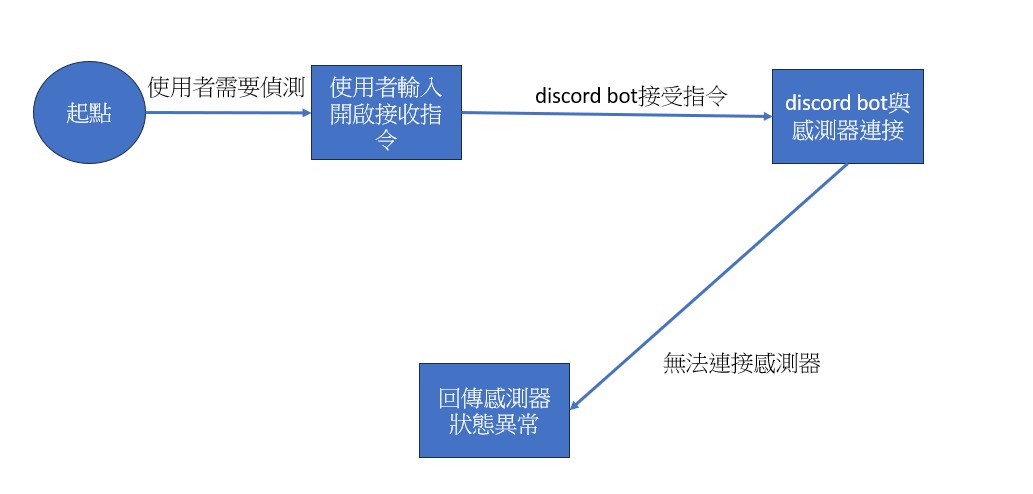 起點
使用者需要偵測
使用者輸入
開啟接收指
令
discord bot接受指令
discord bot與
感測器連接
無法連接感測器
回傳感測器
狀態異常